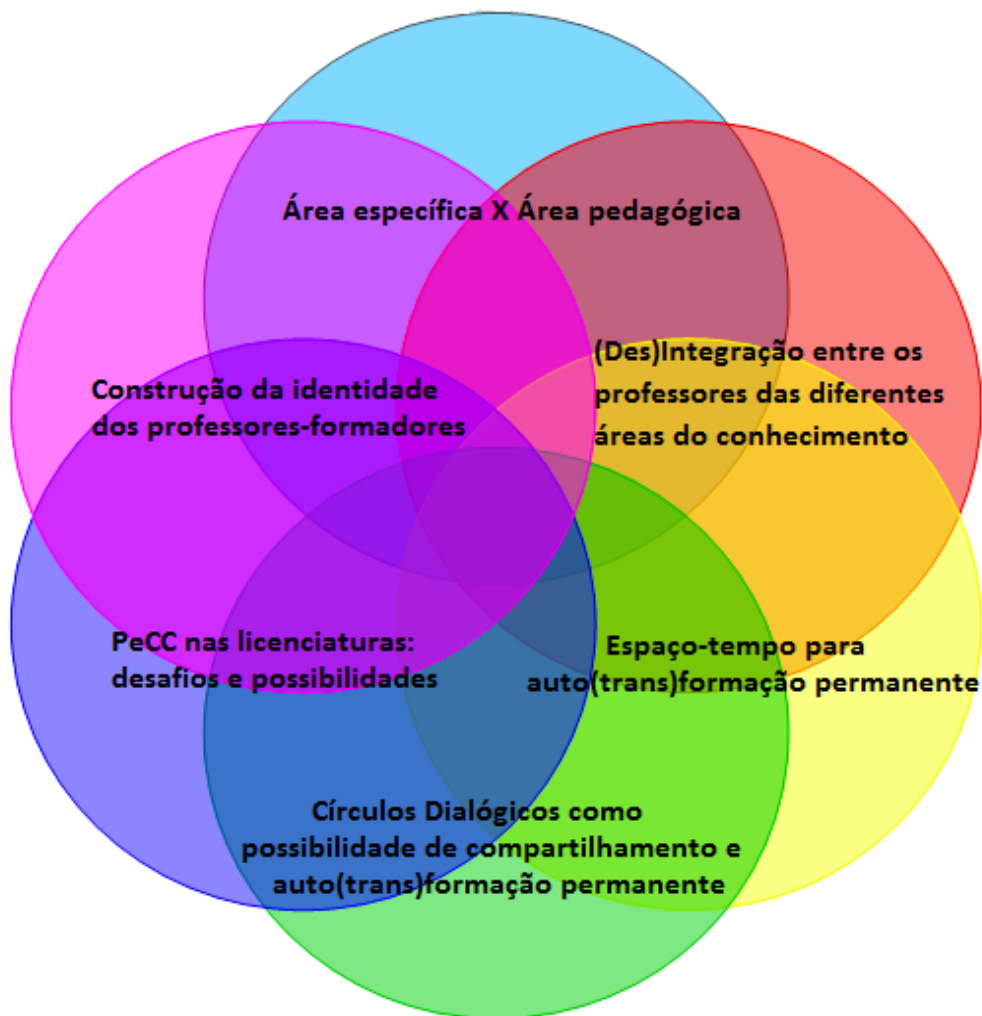 Área específica X Área pedagógica
(Des)Integração entre os
professores das diferentes
áreas do conhecimento
Construção da identidade
dos professores-formadores
PeCC nas licenciaturas:
desafios e possibilidades
Espaço-tempo para
auto(trans)formação permanente
Círculos Dialógicos como
possibilidade de compartilhamento e
auto(trans)formação permanente